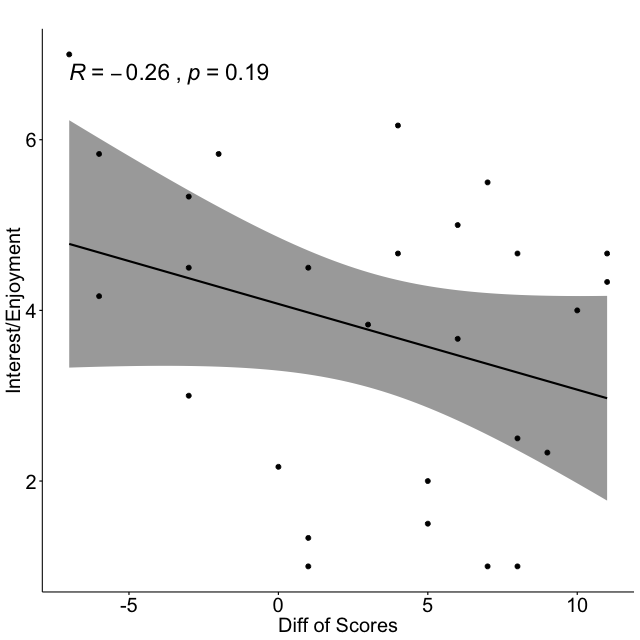 R = −0.26 , p = 0.19
6
4
2
Interest/Enjoyment
-5 0 5 10
Diff of Scores